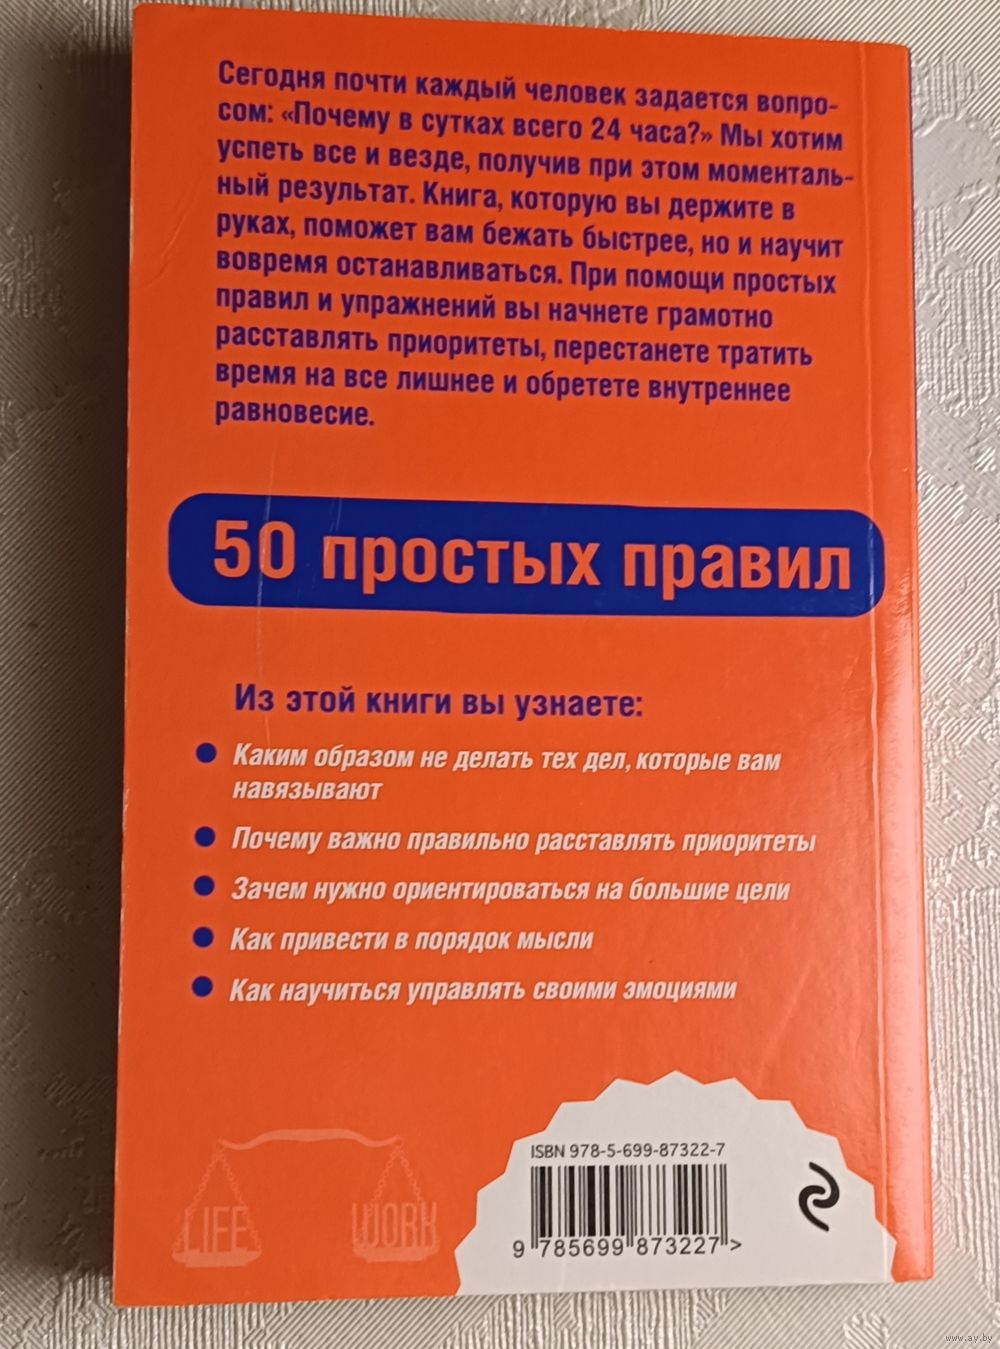 Сегодня почти каждый человек задается вопро-
сом: «Почему в сутках всего 24 часа?» Мы хотим
успеть все и везде, получив при этом моменталь-
ный результат. Книга, которую вы держите в
руках, поможет вам бежать быстрее, но и научит
вовремя останавливаться. При помощи простых
правил и упражнений вы начнете грамотно
расставлять приоритеты, перестанете тратить
время на все лишнее и обретете внутреннее
равновесие.
50 простых правил
Из этой книги вы узнаете:
Каким образом не делать тех дел, которые вам
навязывают
Почему важно правильно расставлять приоритеты
Зачем нужно ориентироваться на большие цели
Как привести в порядок мысли
Как научиться управлять своими эмоциями
LIFE WORK
ISBN 978-5-699-87322-7
9 785699 873227 >
www.ay.by